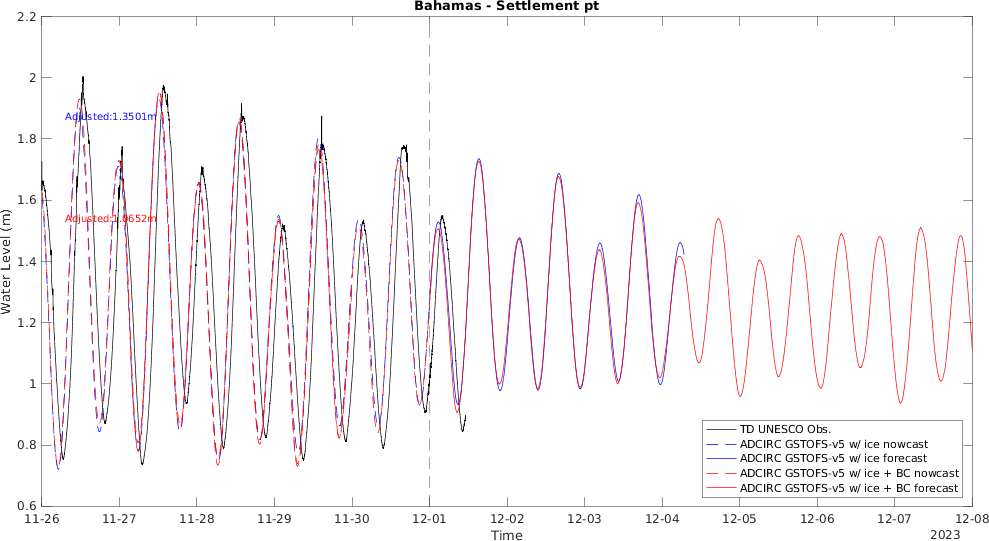 Bahamas - Settlement pt
2.2
2
1.8
1.6
1.4
1.2
1
0.8
0.6
Water Level (m)
Adjusted:1.3501m
Adjusted:1.0652m
TD UNESCO Obs.
ADCIRC GSTOFS-v5 w/ ice nowcast
ADCIRC GSTOFS-v5 w/ ice forecast
ADCIRC GSTOFS-v5 w/ ice + BC nowcast
ADCIRC GSTOFS-v5 w/ ice + BC forecast
11-26 11-27 11-28 11-29 11-30 12-01 12-02 12-03 12-04 12-05 12-06 12-07 12-08
Time
2023